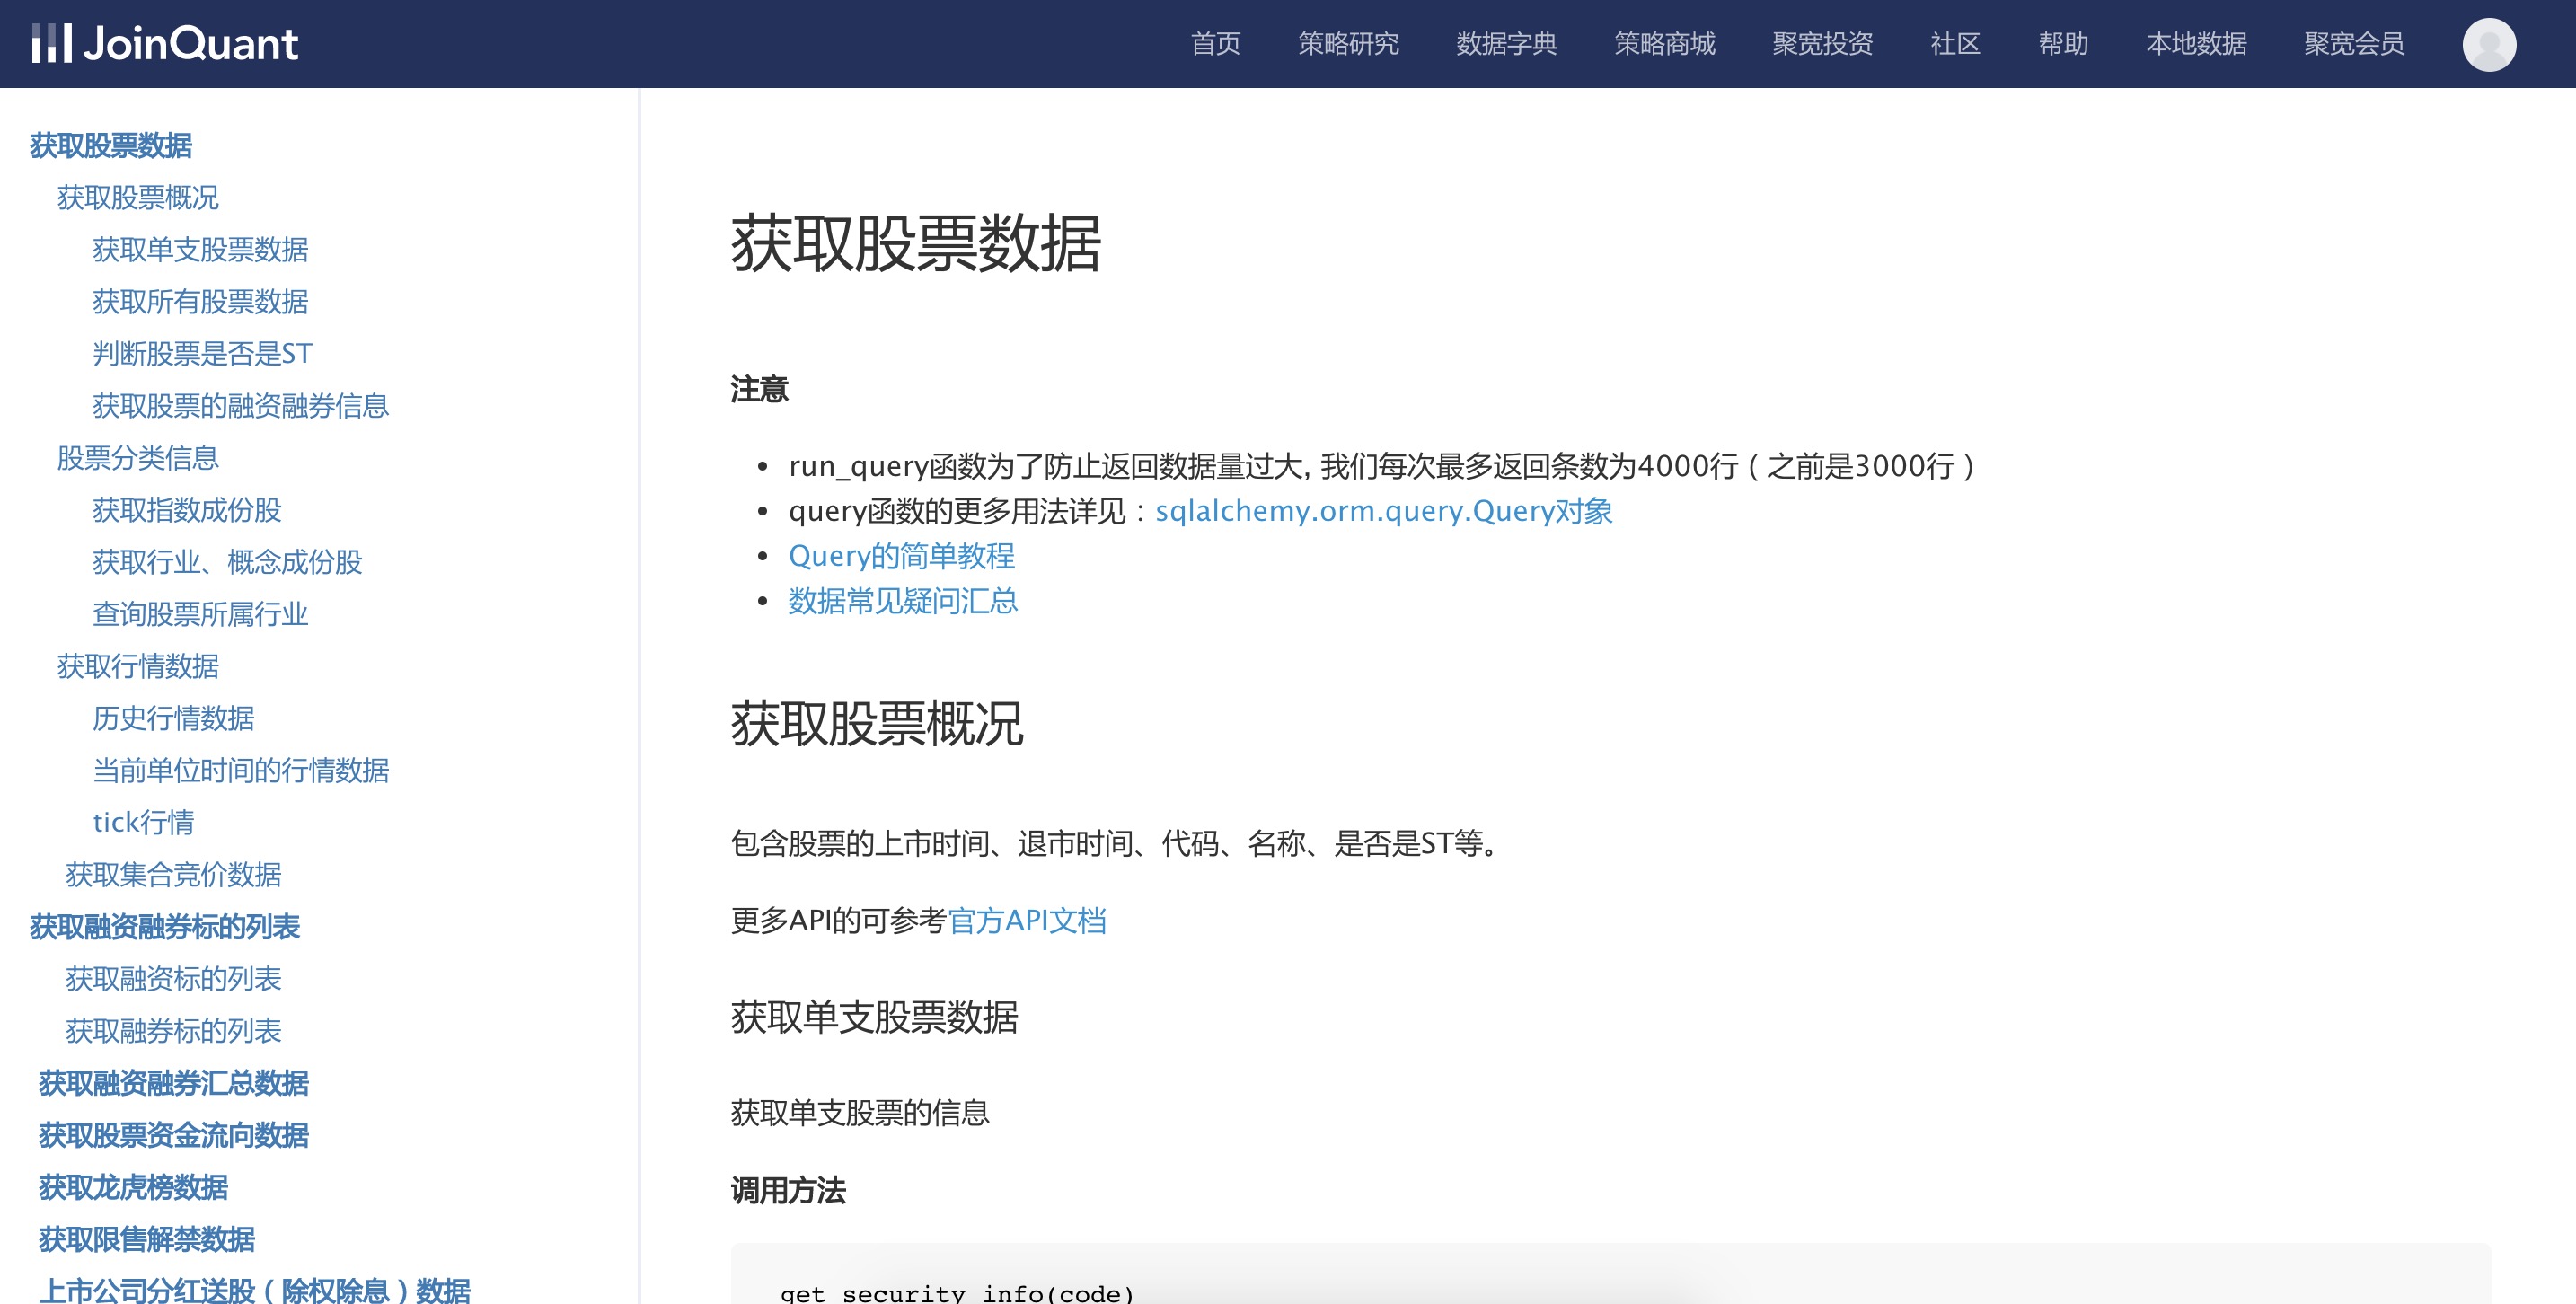 JoinQuant
首页 策略研究 数据字典 策略商城 聚宽投资 社区 帮助 本地数据 聚宽会员
获取股票数据
获取股票概况
获取单支股票数据
获取所有股票数据
判断股票是否是ST
获取股票的融资融券信息
股票分类信息
获取指数成份股
获取行业、概念成份股
查询股票所属行业
获取行情数据
历史行情数据
当前单位时间的行情数据
tick行情
获取集合竞价数据
获取融资融券标的列表
获取融资标的列表
获取融券标的列表
获取融资融券汇总数据
获取股票资金流向数据
获取龙虎榜数据
获取限售解禁数据
上市公司分红送股（除权除息）数据
获取股票数据
注意
run_query函数为了防止返回数据量过大, 我们每次最多返回条数为4000行（之前是3000行）
query函数的更多用法详见：sqlalchemy.orm.query.Query对象
Query的简单教程
数据常见疑问汇总
获取股票概况
包含股票的上市时间、退市时间、代码、名称、是否是ST等。
更多API的可参考官方API文档
获取单支股票数据
获取单支股票的信息
调用方法
get_security_info(code)